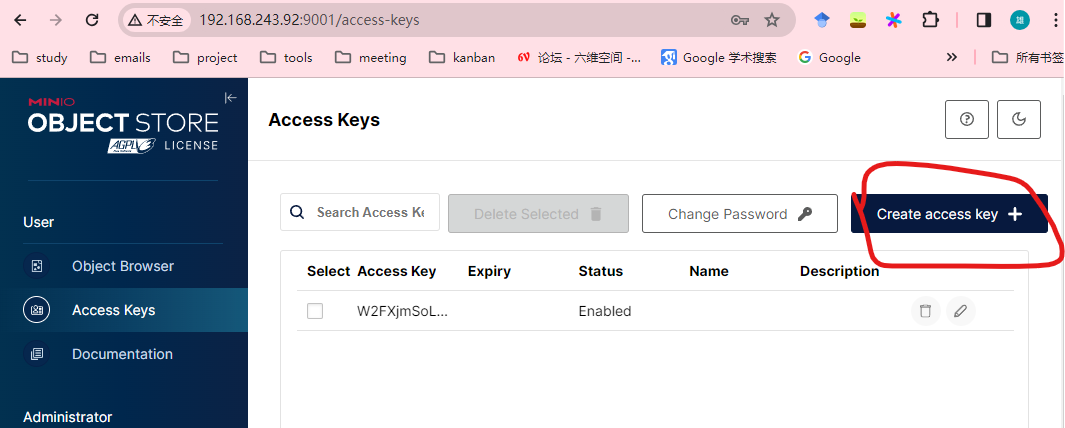 不安全 192.168.243.92:9001/access-keys 雄
study emails project tools meeting kanban 论坛 - 六维空间 -... Google 学术搜索 Google » 所有书签
MINIO
OBJECT STORE
AGPLv3 LICENSE
Access Keys
User
Search Access Ke
Delete Selected
Change Password
Create access key
Object Browser
Select Access Key Expiry Status Name Description
Access Keys
W2FXjmSoL... Enabled
Documentation
Administrator